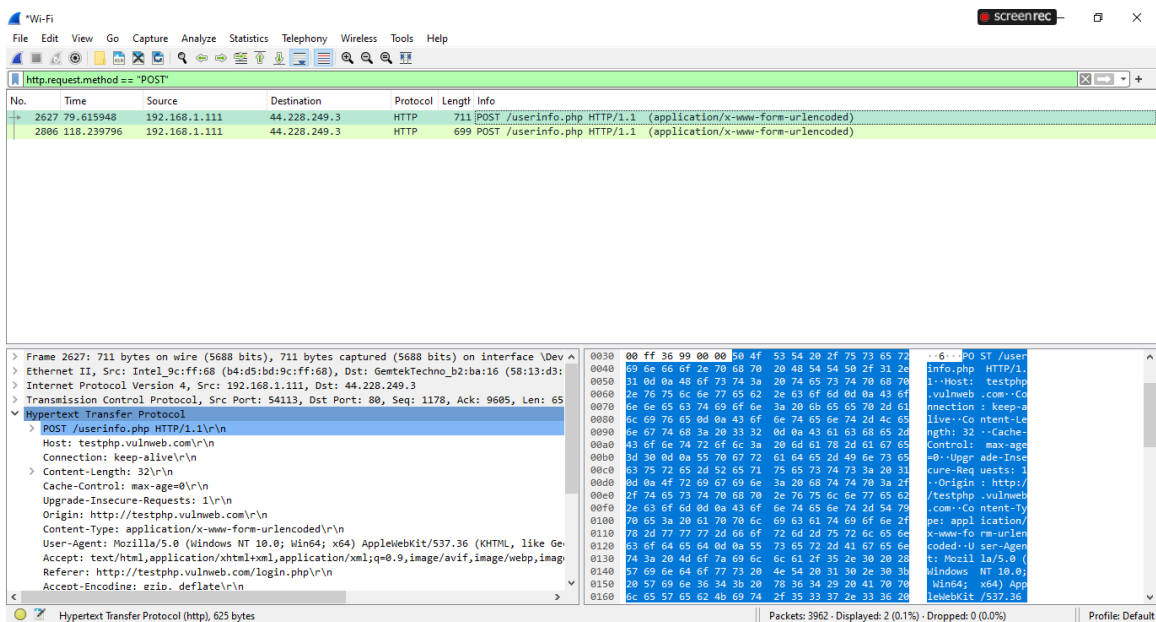 *Wi-Fi
screenrec
File Edit View Go Capture Analyze Statistics Telephony Wireless Tools Help
http.request.method == "POST"
No. Time Source Destination Protocol Length Info
2627 79.615948 192.168.1.111 44.228.249.3 HTTP 711 POST /userinfo.php HTTP/1.1 (application/x-www-form-urlencoded)
2806 118.239796 192.168.1.111 44.228.249.3 HTTP 699 POST /userinfo.php HTTP/1.1 (application/x-www-form-urlencoded)
Frame 2627: 711 bytes on wire (5688 bits), 711 bytes captured (5688 bits) on interface \Dev
Ethernet II, Src: Intel_9c:ff:68 (b4:d5:bd:9c:ff:68), Dst: GemtekTechno_b2:ba:16 (58:13:d3:
Internet Protocol Version 4, Src: 192.168.1.111, Dst: 44.228.249.3
Transmission Control Protocol, Src Port: 54113, Dst Port: 80, Seq: 1178, Ack: 9605, Len: 65
Hypertext Transfer Protocol
POST /userinfo.php HTTP/1.1\r\n
Host: testphp.vulnweb.com\r\n
Connection: keep-alive\r\n
Content-Length: 32\r\n
Cache-Control: max-age=0\r\n
Upgrade-Insecure-Requests: 1\r\n
Origin: http://testphp.vulnweb.com\r\n
Content-Type: application/x-www-form-urlencoded\r\n
User-Agent: Mozilla/5.0 (Windows NT 10.0; Win64; x64) AppleWebKit/537.36 (KHTML, like Ge
Accept: text/html,application/xhtml+xml,application/xml;q=0.9,image/avif,image/webp,imag
Referer: http://testphp.vulnweb.com/login.php\r\n
Accept-Encoding: gzip, deflate\r\n
0030 00 ff 36 99 00 00 50 4f 53 54 20 2f 75 73 65 72 ··6···PO ST /user
0040 69 6e 66 6f 2e 70 68 70 20 48 54 54 50 2f 31 2e info.php HTTP/1.
0050 31 0d 0a 48 6f 73 74 3a 20 74 65 73 74 70 68 70 1··Host: testphp
0060 2e 76 75 6c 6e 77 65 62 2e 63 6f 6d 0d 0a 43 6f .vulnweb .com··Co
0070 6e 6e 65 63 74 69 6f 6e 3a 20 6b 65 65 70 2d 61 nnection : keep-a
0080 6c 69 76 65 0d 0a 43 6f 6e 74 65 6e 74 2d 4c 65 live··Co ntent-Le
0090 6e 67 74 68 3a 20 33 32 0d 0a 43 61 63 68 65 2d ngth: 32 ··Cache-
00a0 43 6f 6e 74 72 6f 6c 3a 20 6d 61 78 2d 61 67 65 Control: max-age
00b0 3d 30 0d 0a 55 70 67 72 61 64 65 2d 49 6e 73 65 =0··Upgr ade-Inse
00c0 63 75 72 65 2d 52 65 71 75 65 73 74 73 3a 20 31 cure-Req uests: 1
00d0 0d 0a 4f 72 69 67 69 6e 3a 20 68 74 74 70 3a 2f ··Origin : http:/
00e0 2f 74 65 73 74 70 68 70 2e 76 75 6c 6e 77 65 62 /testphp .vulnweb
00f0 2e 63 6f 6d 0d 0a 43 6f 6e 74 65 6e 74 2d 54 79 .com··Co ntent-Ty
0100 70 65 3a 20 61 70 70 6c 69 63 61 74 69 6f 6e 2f pe: appl ication/
0110 78 2d 77 77 77 2d 66 6f 72 6d 2d 75 72 6c 65 6e x-www-fo rm-urlen
0120 63 6f 64 65 64 0d 0a 55 73 65 72 2d 41 67 65 6e coded··U ser-Agen
0130 74 3a 20 4d 6f 7a 69 6c 6c 61 2f 35 2e 30 20 28 t: Mozil la/5.0 (
0140 57 69 6e 64 6f 77 73 20 4e 54 20 31 30 2e 30 3b Windows NT 10.0;
0150 20 57 69 6e 36 34 3b 20 78 36 34 29 20 41 70 70 Win64; x64) App
0160 6c 65 57 65 62 4b 69 74 2f 35 33 37 2e 33 36 20 leWebKit /537.36
Hypertext Transfer Protocol (http), 625 bytes
Packets: 3962 · Displayed: 2 (0.1%) · Dropped: 0 (0.0%)
Profile: Default